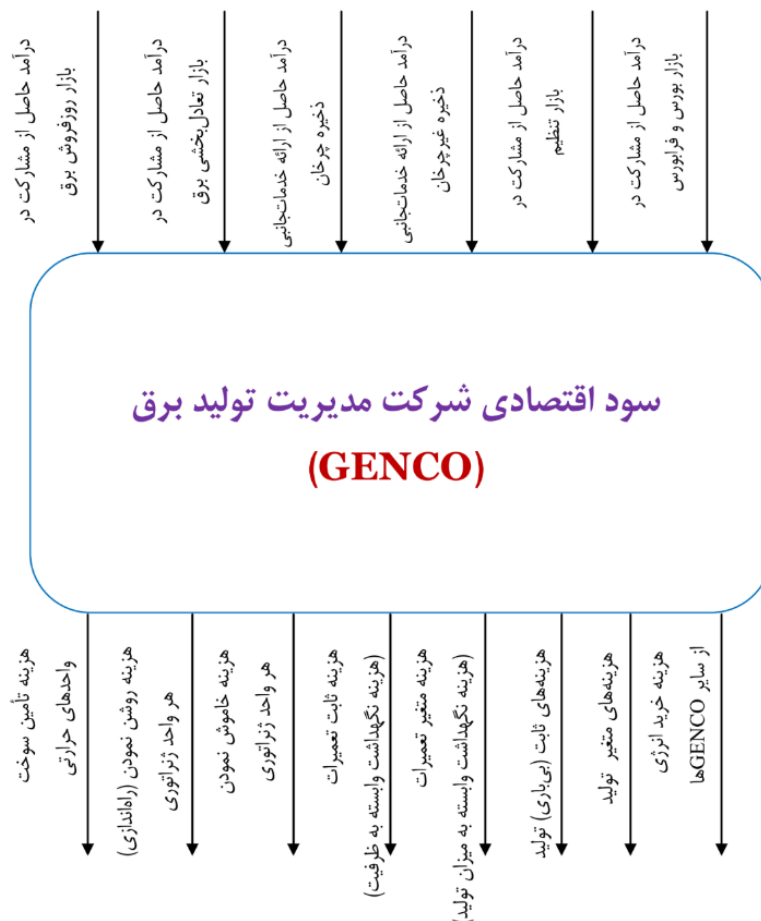 درآمد حاصل از مشارکت در
بازار روزفروش برق
درآمد حاصل از مشارکت در
بازار تعادل‌بخشی برق
درآمد حاصل از ارائه خدمات‌جانبی
ذخیره چرخان
درآمد حاصل از ارائه خدمات‌جانبی
ذخیره غیرچرخان
درآمد حاصل از مشارکت در
بازار تنظیم
درآمد حاصل از مشارکت در
بازار بورس و فرابورس
سود اقتصادی شرکت مدیریت تولید برق
(GENCO)
هزینه تأمین سوخت
واحدهای حرارتی
هزینه روشن نمودن (راه‌اندازی)
هر واحد ژنراتوری
هزینه خاموش نمودن
هر واحد ژنراتوری
هزینه ثابت تعمیرات
(هزینه نگهداشت وابسته به ظرفیت)
هزینه متغیر تعمیرات
(هزینه نگهداشت وابسته به میزان تولید)
هزینه‌های ثابت (بی‌باری) تولید
هزینه‌های متغیر تولید
هزینه خرید انرژی
از سایر GENCOها